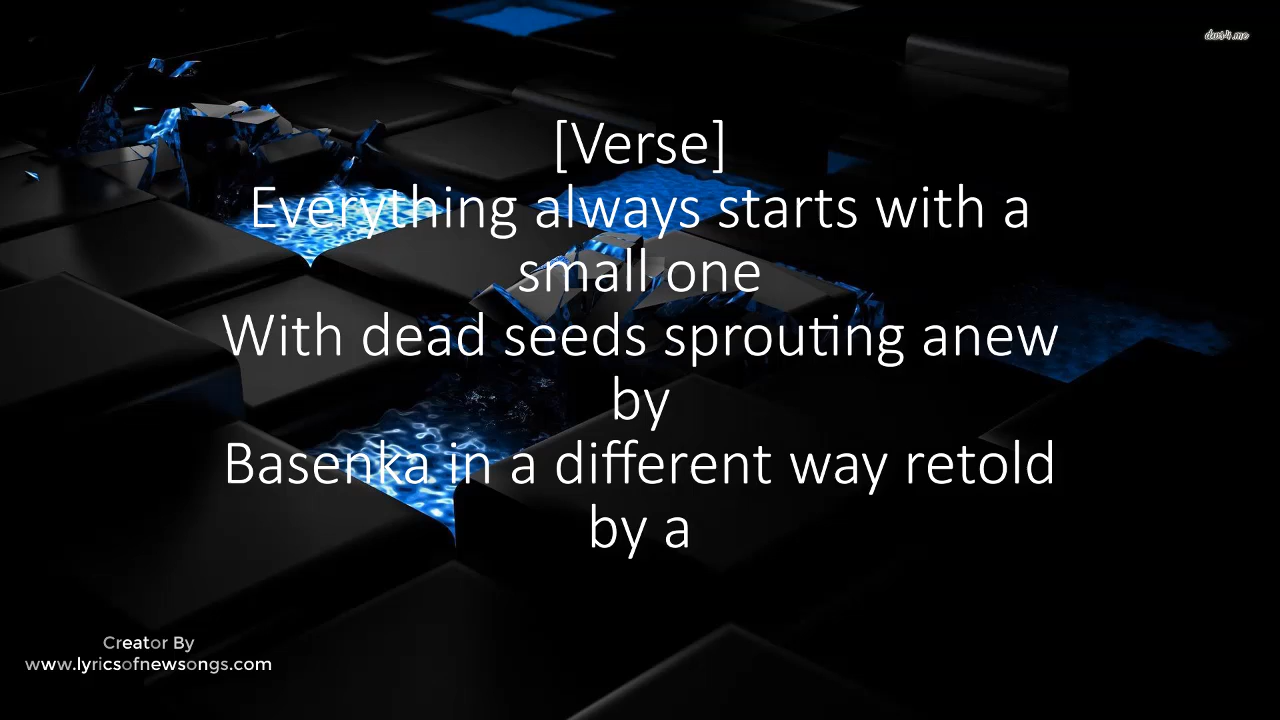 [Verse]
Everything always starts with a
small one
With dead seeds sprouting anew
by
Basenka in a different way retold
by a
Creator By
www.lyricsofnewsongs.com